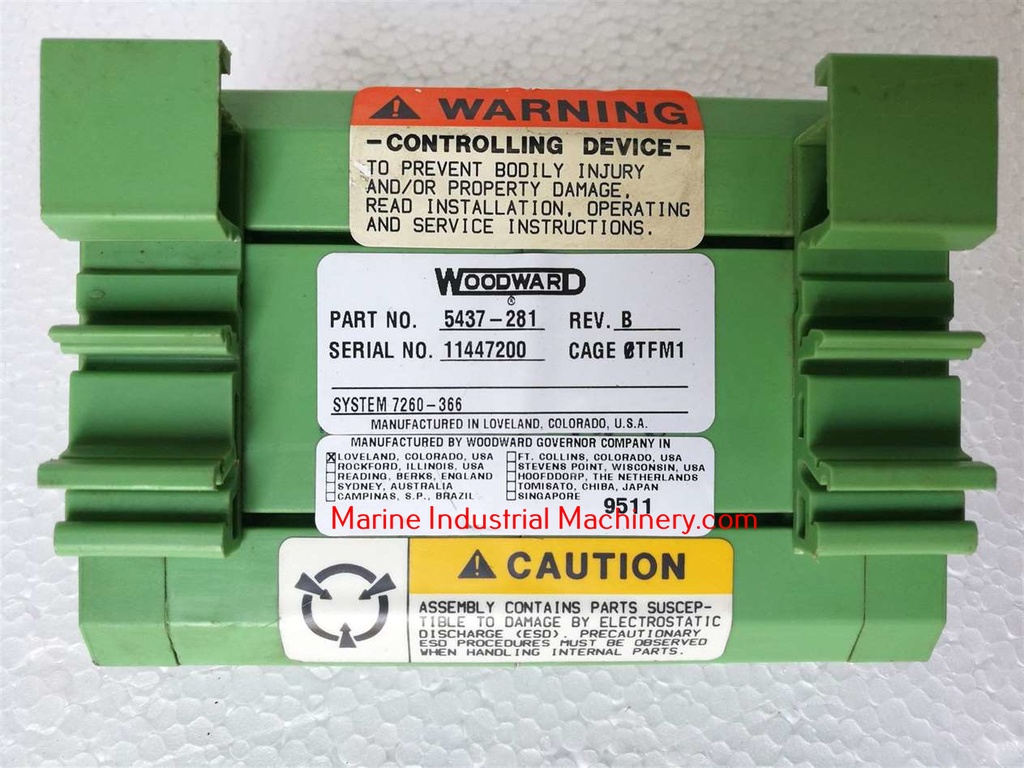 WARNING
-CONTROLLING DEVICE-
TO PREVENT BODILY INJURY
AND/OR PROPERTY DAMAGE,
READ INSTALLATION, OPERATING
AND SERVICE INSTRUCTIONS.
WOODWARD
®
PART NO. 5437-281 REV. B
SERIAL NO. 11447200 CAGE 0TFM1
SYSTEM 7260-366
MANUFACTURED IN LOVELAND, COLORADO, U.S.A.
MANUFACTURED BY WOODWARD GOVERNOR COMPANY IN
☒ LOVELAND, COLORADO, USA ☐ FT. COLLINS, COLORADO, USA
☐ ROCKFORD, ILLINOIS, USA ☐ STEVENS POINT, WISCONSIN, USA
☐ READING, BERKS, ENGLAND ☐ HOOFDDORP, THE NETHERLANDS
☐ SYDNEY, AUSTRALIA ☐ TOMISATO, CHIBA, JAPAN
☐ CAMPINAS, S.P., BRAZIL ☐ SINGAPORE
9511
Marine Industrial Machinery.com
CAUTION
ASSEMBLY CONTAINS PARTS SUSCEP-
TIBLE TO DAMAGE BY ELECTROSTATIC
DISCHARGE (ESD). PRECAUTIONARY
ESD PROCEDURES MUST BE OBSERVED
WHEN HANDLING INTERNAL PARTS.